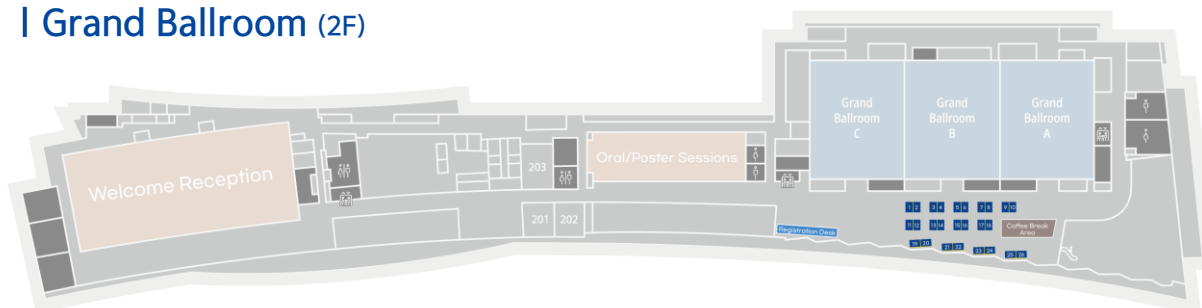 | Grand Ballroom (2F)
Grand
Ballroom
C
Grand
Ballroom
B
Grand
Ballroom
A
Oral/Poster Sessions
Welcome Reception
203
201 202
1 2 3 4 5 6 7 8 9 10
11 12 13 14 15 16 17 18
Coffee Break
Area
Registration Desk
19 20 21 22 23 24 25 26